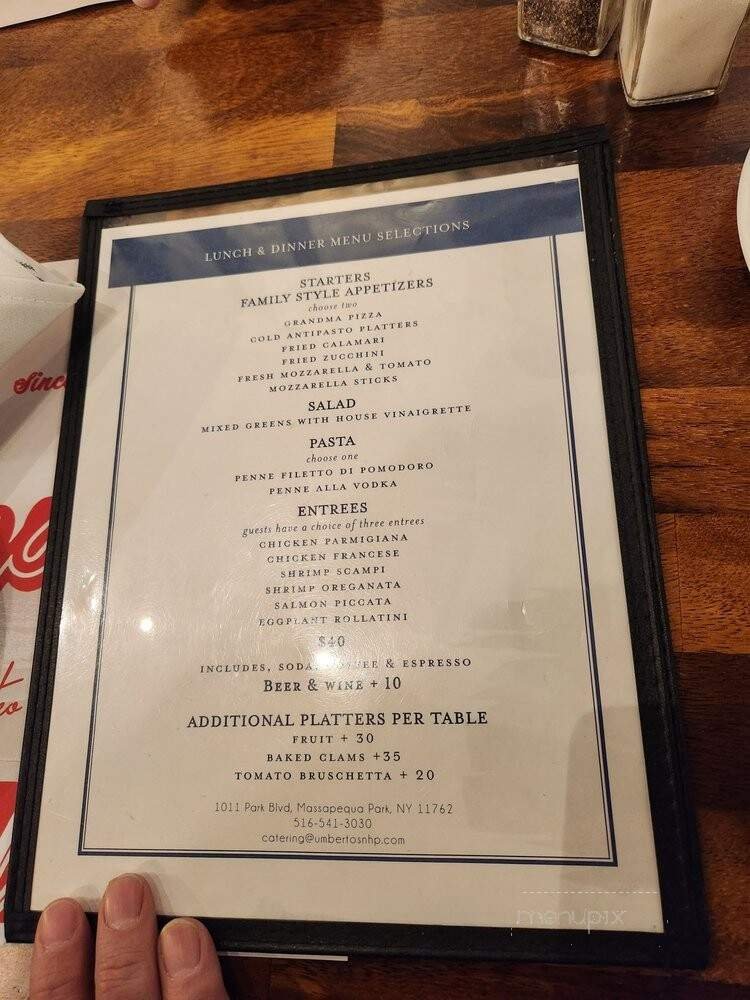 LUNCH & DINNER MENU SELECTIONS
STARTERS
FAMILY STYLE APPETIZERS
choose two
GRANDMA PIZZA
COLD ANTIPASTO PLATTERS
FRIED CALAMARI
FRIED ZUCCHINI
FRESH MOZZARELLA & TOMATO
MOZZARELLA STICKS
SALAD
MIXED GREENS WITH HOUSE VINAIGRETTE
PASTA
choose one
PENNE FILETTO DI POMODORO
PENNE ALLA VODKA
ENTREES
guests have a choice of three entrees
CHICKEN PARMIGIANA
CHICKEN FRANCESE
SHRIMP SCAMPI
SHRIMP OREGANATA
SALMON PICCATA
EGGPLANT ROLLATINI
$40
INCLUDES, SODA, COFFEE & ESPRESSO
BEER & WINE + 10
ADDITIONAL PLATTERS PER TABLE
FRUIT + 30
BAKED CLAMS +35
TOMATO BRUSCHETTA + 20
1011 Park Blvd, Massapequa Park, NY 11762
516-541-3030
catering@umbertosnhp.com
menupix